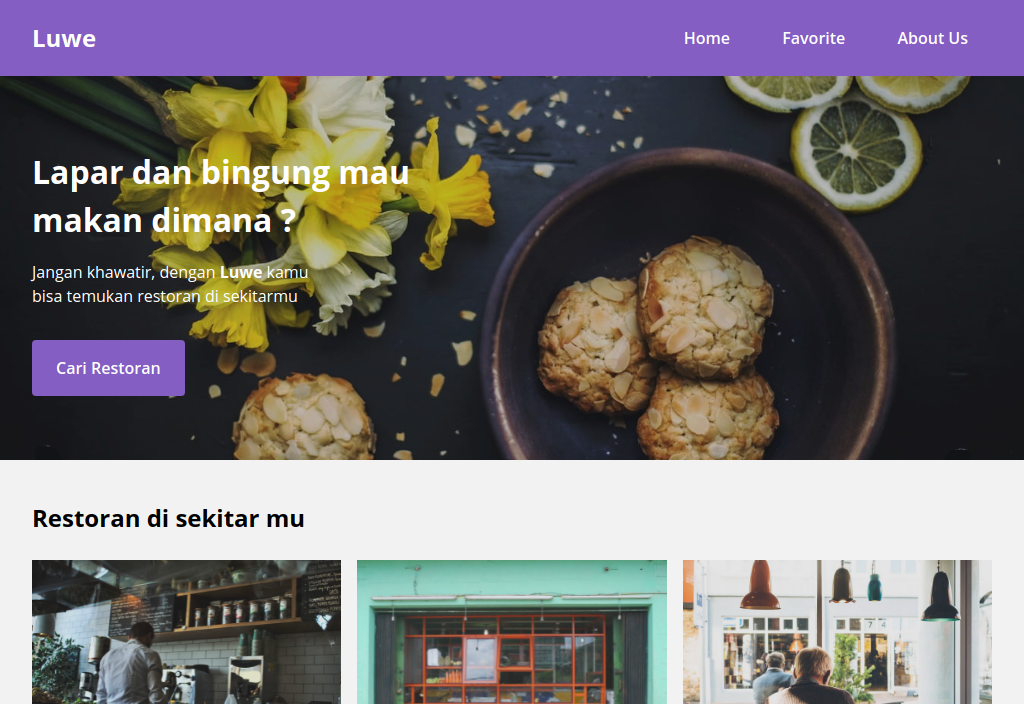 Luwe
Home Favorite About Us
Lapar dan bingung mau
makan dimana ?
Jangan khawatir, dengan Luwe kamu
bisa temukan restoran di sekitarmu
Cari Restoran
Restoran di sekitar mu